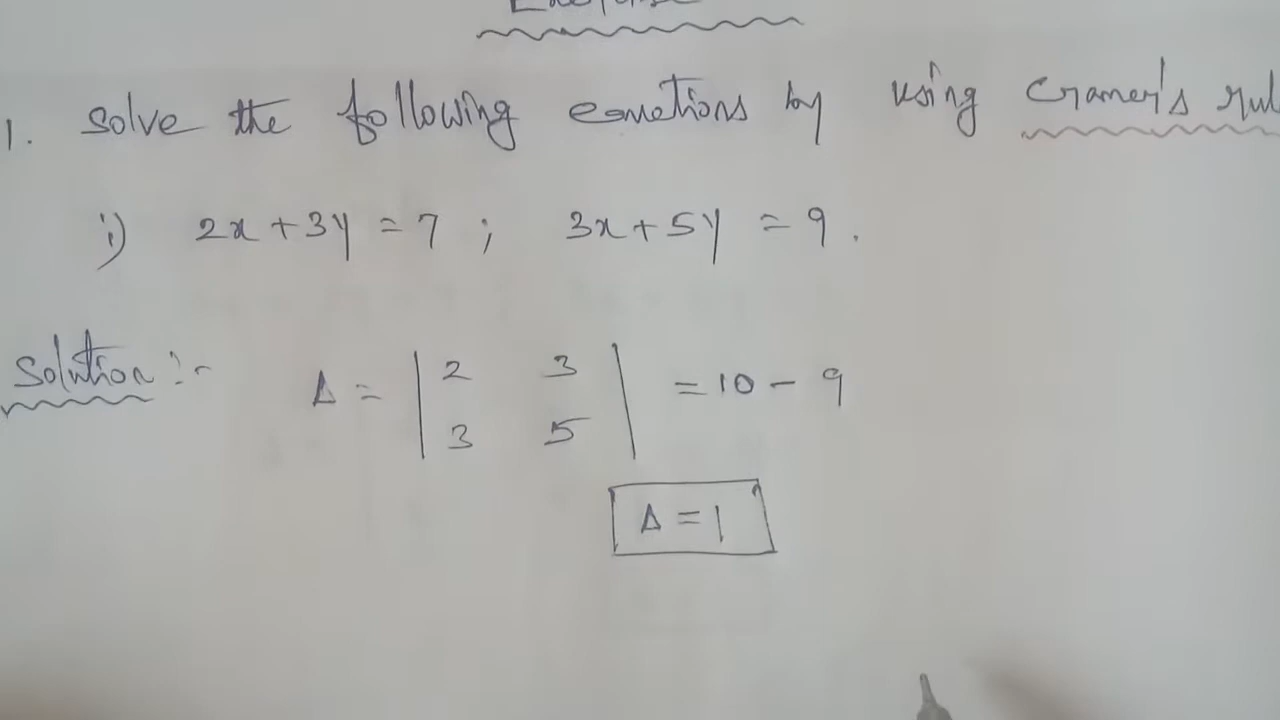 1. Solve the following equations by using Cramer's
i) 2x + 3y = 7 ; 3x + 5y = 9 .
Solution :- Δ = | 2 3 | = 10 - 9
| 3 5 |
Δ = 1